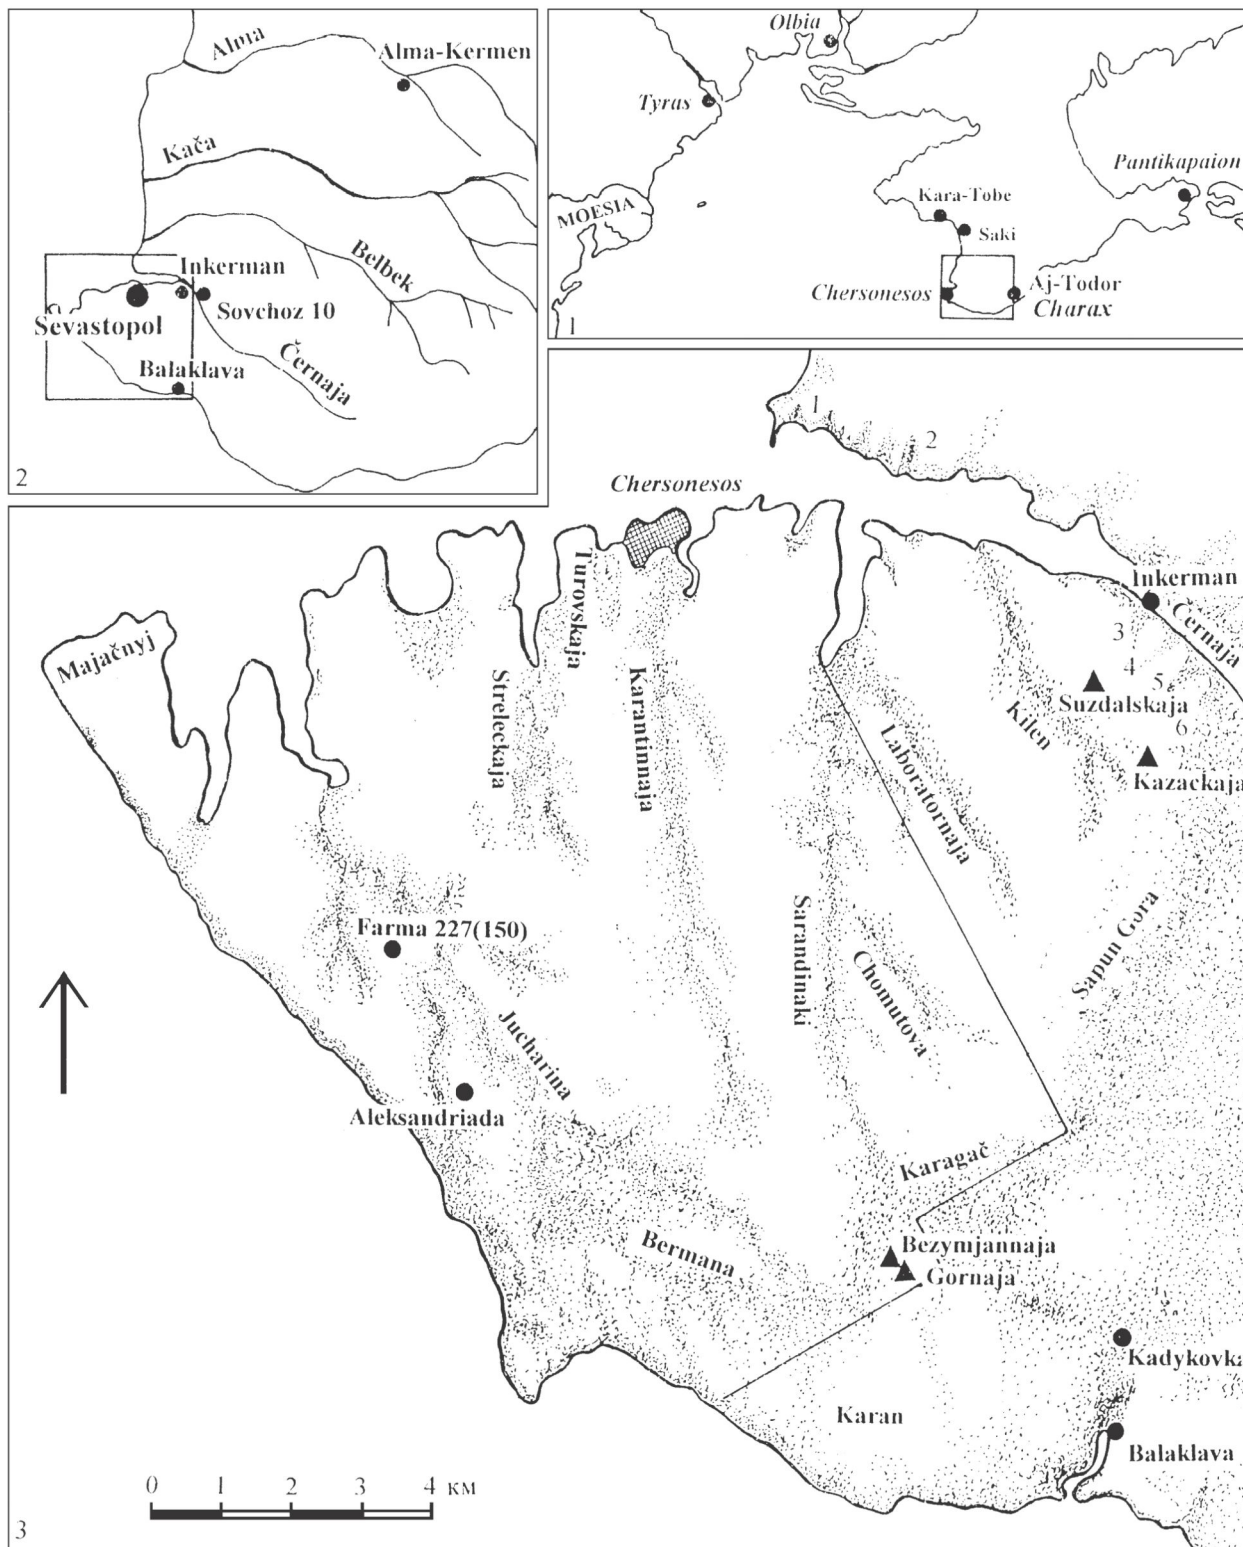 Alma
Alma-Kermen
Kača
Belbek
Inkerman
Sovchoz 10
Sevastopol
Černaja
Balaklava
2
Olbia
Tyras
Pantikapaion
MOESIA
Kara-Tobe
Saki
Chersonesos
Aj-Todor
Charax
1
1
2
Chersonesos
Inkerman
Černaja
Majačnyj
Turovskaja
Streleckaja
Karantinnaja
3
4
5
Suzdalskaja
6
Kilen
Kazackaja
Laboratornaja
Farma 227(150)
Sarandinaki
Chomutova
Sapun Gora
Jucharina
Aleksandriada
Karagač
Bermana
Bezymjannaja
Gornaja
Kadykovka
Karan
Balaklava
0 1 2 3 4 KM
3